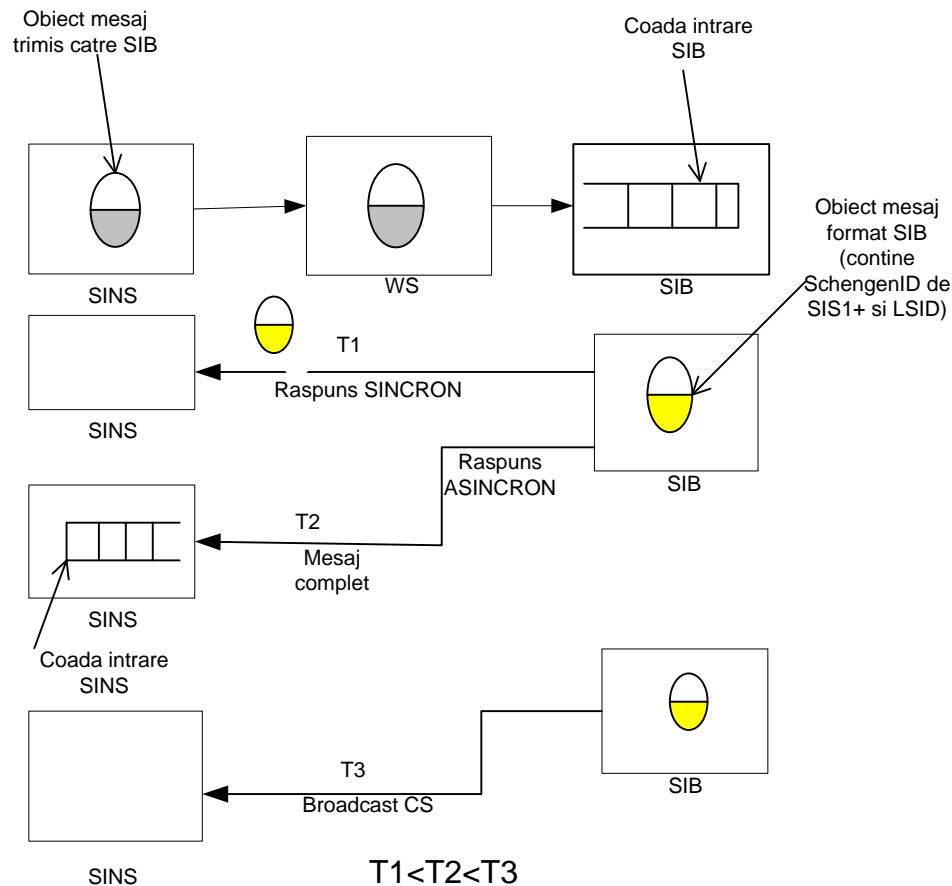 Obiect mesaj
trimis catre SIB
Coada intrare
SIB
SINS
WS
SIB
Obiect mesaj
format SIB
(contine
SchengenID de
SIS1+ si LSID)
T1
Raspuns SINCRON
SINS
Raspuns
ASINCRON
SIB
T2
Mesaj
complet
SINS
Coada intrare
SINS
T3
Broadcast CS
SIB
SINS
T1<T2<T3